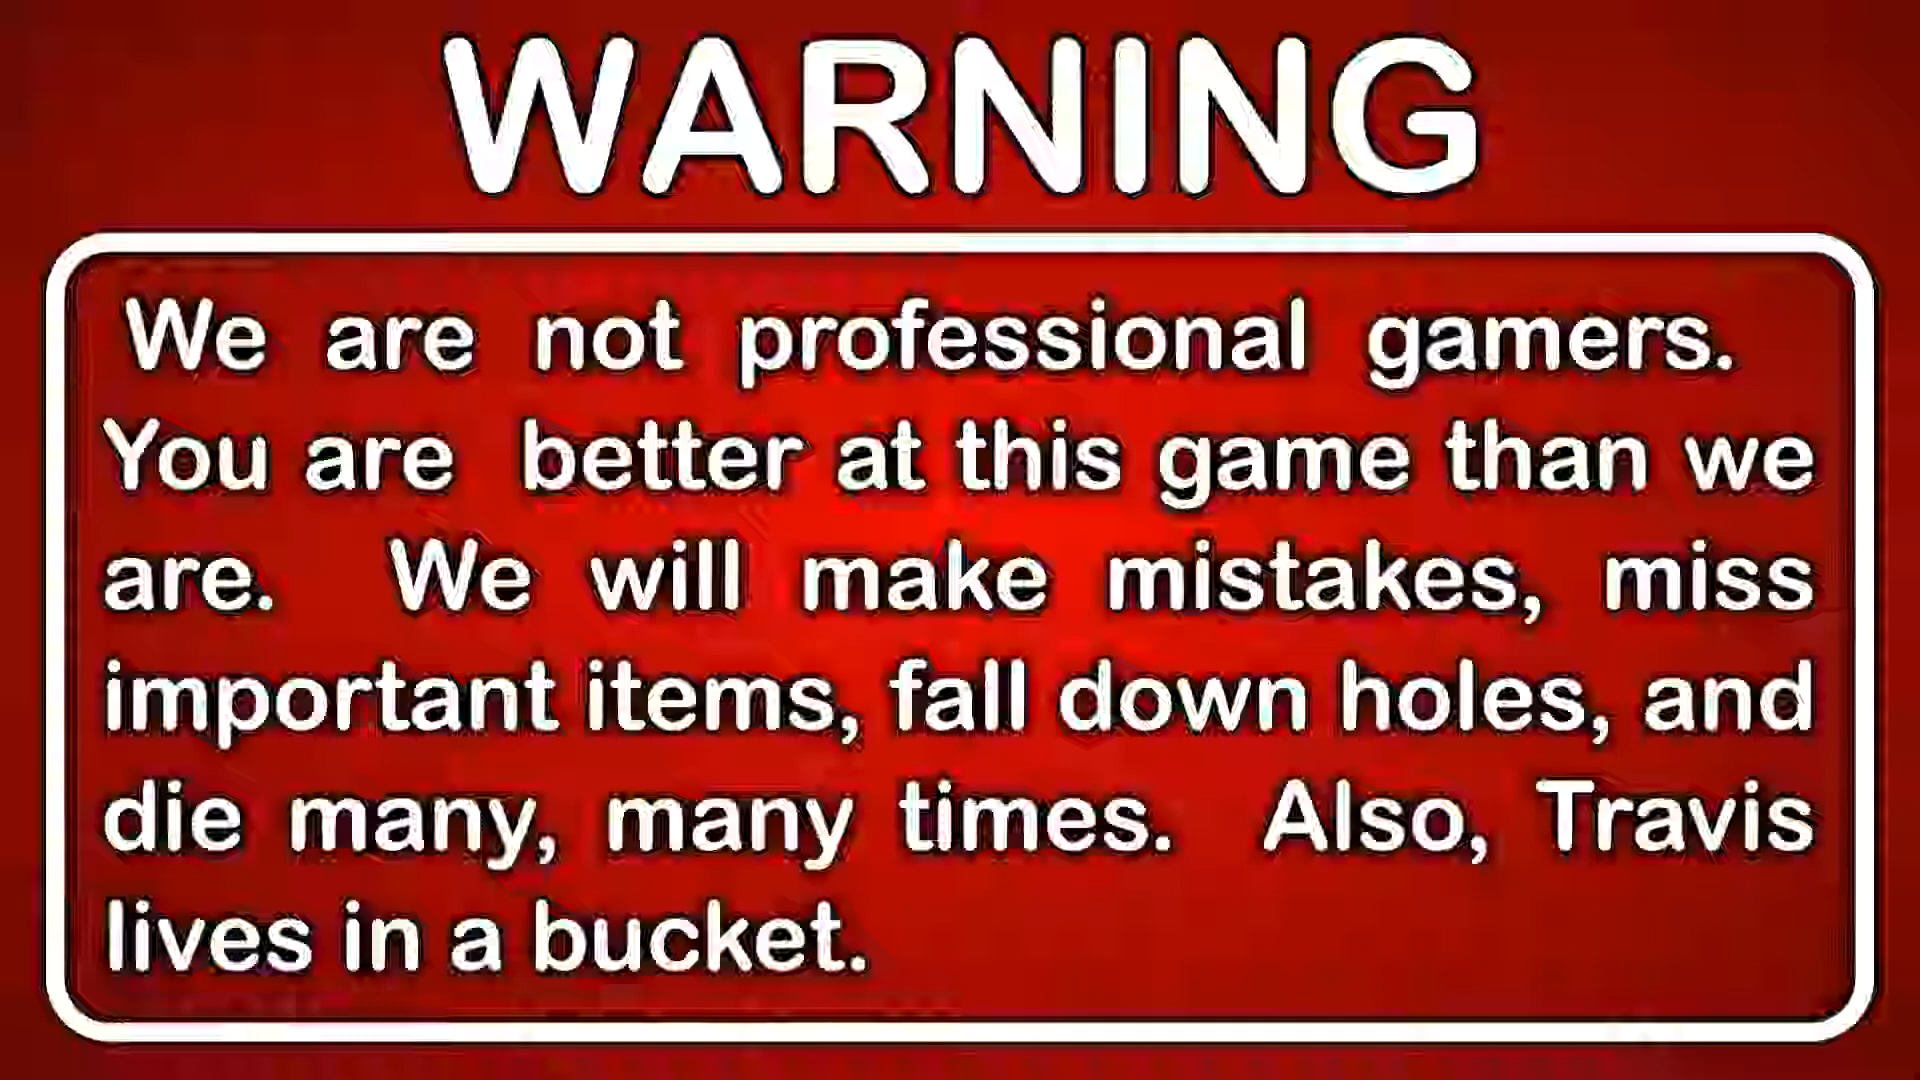 WARNING
We are not professional gamers.
You are better at this game than we
are. We will make mistakes, miss
important items, fall down holes, and
die many, many times. Also, Travis
lives in a bucket.